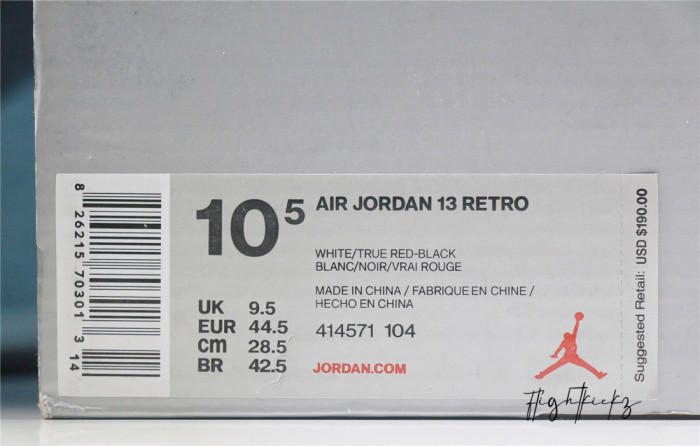 8 26215 70301 3 14
10 5
AIR JORDAN 13 RETRO
WHITE/TRUE RED-BLACK
BLANC/NOIR/VRAI ROUGE
MADE IN CHINA / FABRIQUE EN CHINE /
HECHO EN CHINA
UK 9.5
EUR 44.5
cm 28.5
BR 42.5
414571 104
JORDAN.COM
Suggested Retail: USD $190.00
Flightkickz